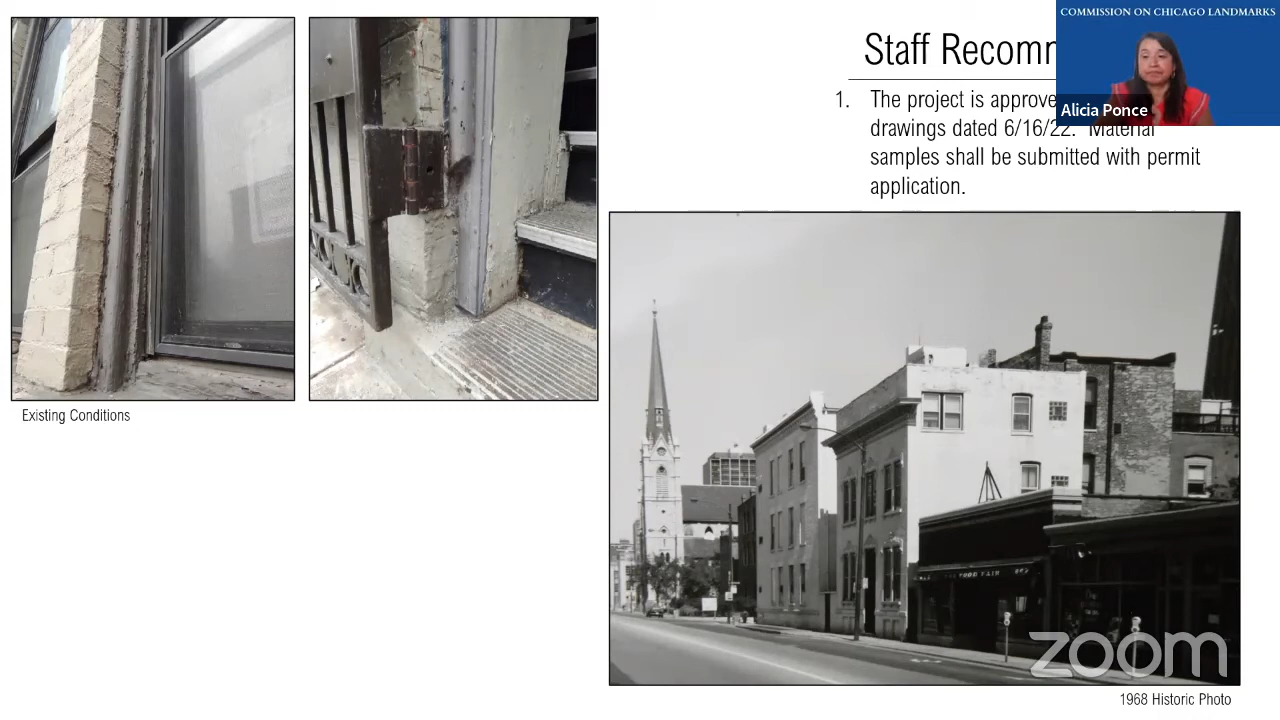 COMMISSION ON CHICAGO LANDMARKS
Alicia Ponce
Staff Recomm
1. The project is approve
drawings dated 6/16/22. Material
samples shall be submitted with permit
application.
Existing Conditions
zoom
1968 Historic Photo